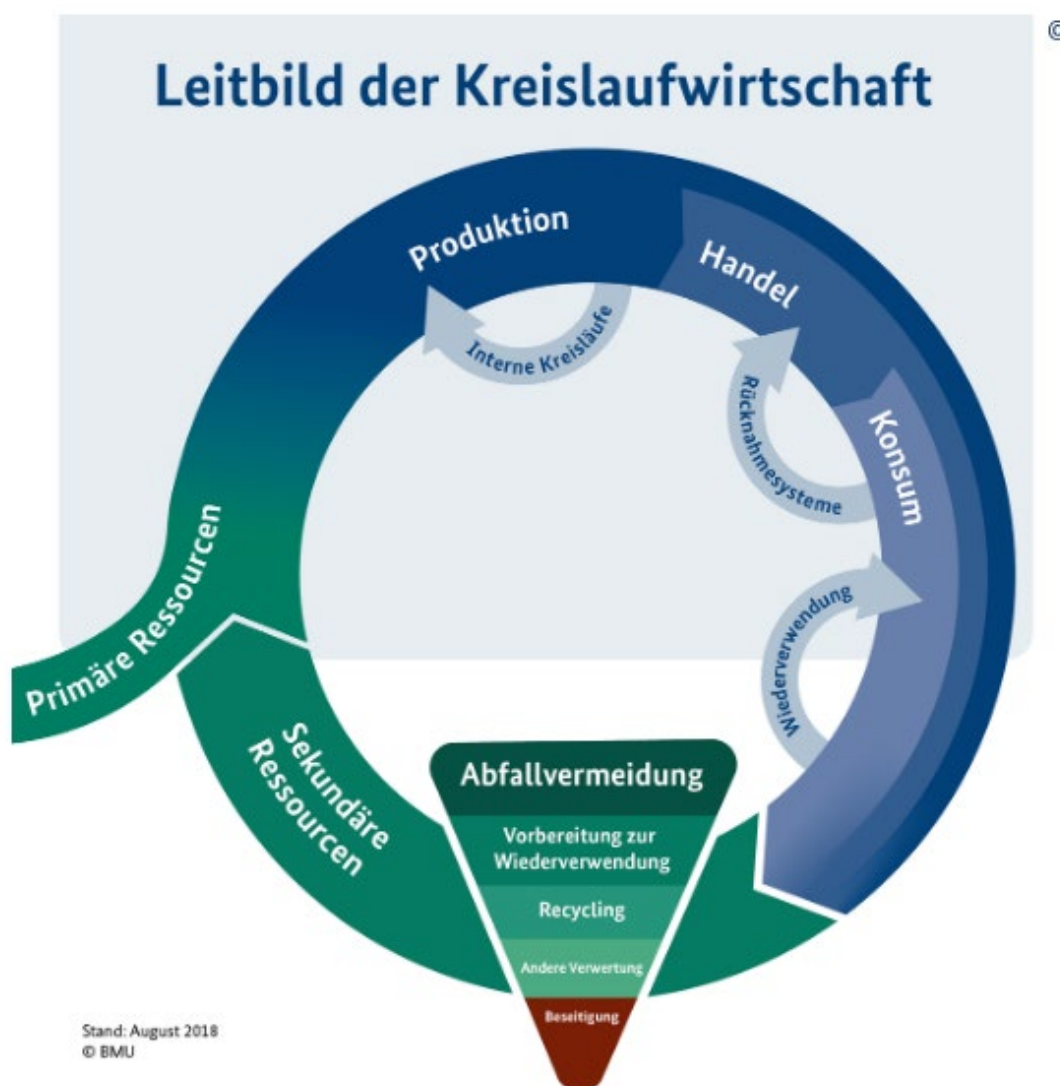 ©
Leitbild der Kreislaufwirtschaft
Produktion
Handel
Interne Kreisläufe
Rücknahmesysteme
Konsum
Wiederverwendung
Primäre Ressourcen
Sekundäre
Ressourcen
Abfallvermeidung
Vorbereitung zur
Wiederverwendung
Recycling
Andere Verwertung
Beseitigung
Stand: August 2018
© BMU